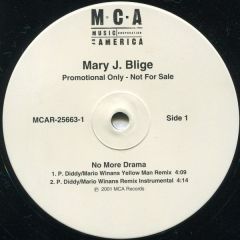 M·C·A
MUSIC CORPORATION
OF AMERICA
Mary J. Blige
Promotional Only - Not For Sale
MCAR-25663-1
Side 1
No More Drama
1. P. Diddy/Mario Winans Yellow Man Remix 4:09
2. P. Diddy/Mario Winans Remix Instrumental 4:14
℗ © 2001 MCA Records